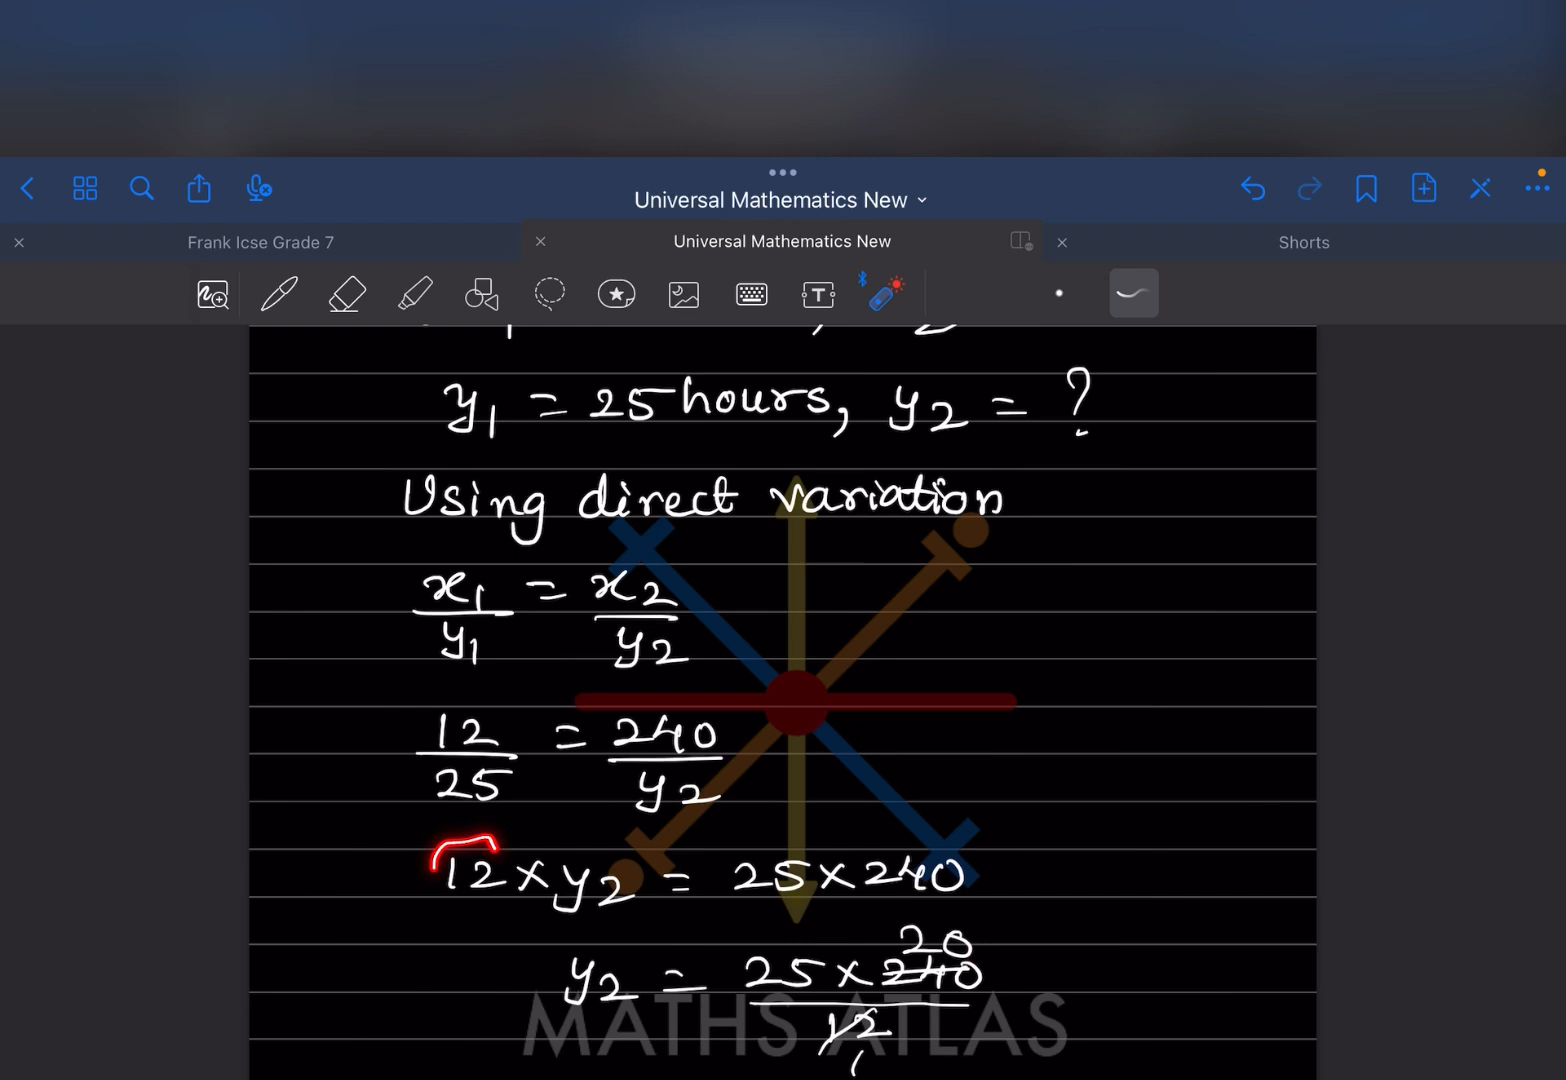 Universal Mathematics New
Frank Icse Grade 7
Universal Mathematics New
Shorts
T
y1 = 25 hours, y2 = ?
Using direct variation
x1/y1 = x2/y2
12/25 = 240/y2
12 × y2 = 25 × 240
20
y2 = 25 × 240/12
1
MATHS ATLAS